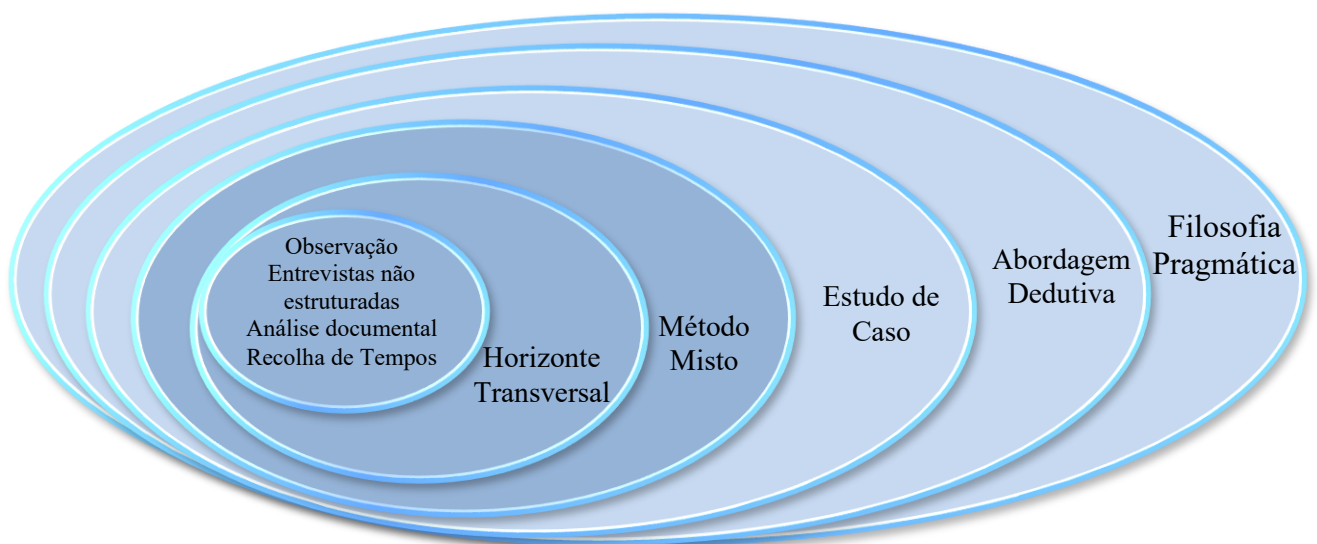 Observação
Entrevistas não
estruturadas
Análise documental
Recolha de Tempos
Horizonte
Transversal
Método
Misto
Estudo de
Caso
Abordagem
Dedutiva
Filosofia
Pragmática